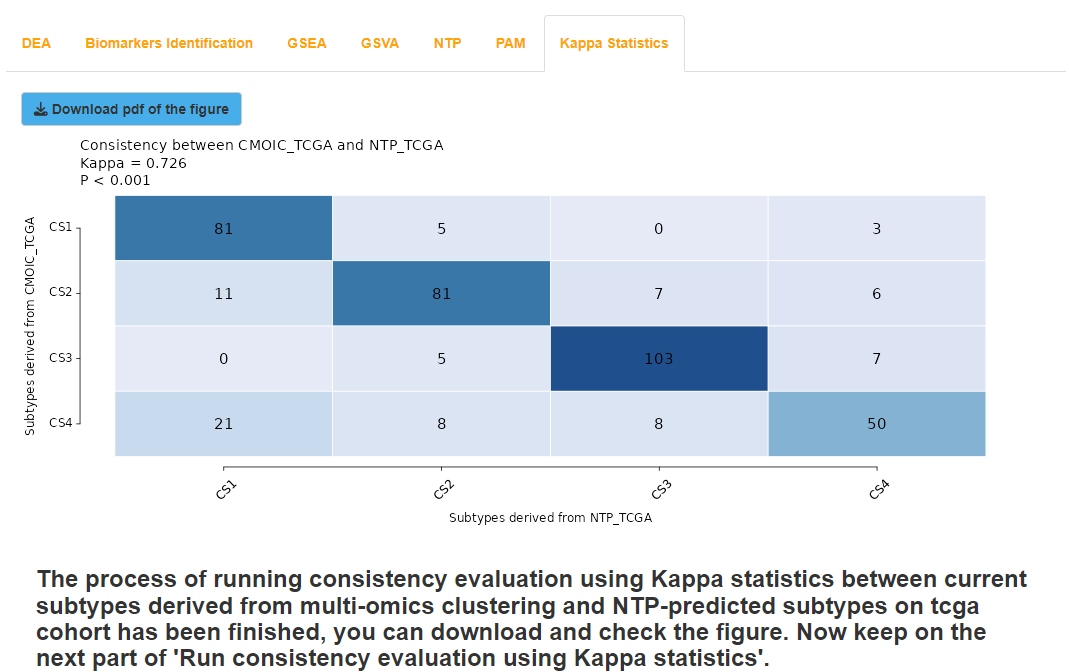 DEA Biomarkers Identification GSEA GSVA NTP PAM Kappa Statistics
Download pdf of the figure
Consistency between CMOIC_TCGA and NTP_TCGA
Kappa = 0.726
P < 0.001
Subtypes derived from CMOIC_TCGA
CS1 81 5 0 3
CS2 11 81 7 6
CS3 0 5 103 7
CS4 21 8 8 50
CS1 CS2 CS3 CS4
Subtypes derived from NTP_TCGA
The process of running consistency evaluation using Kappa statistics between current
subtypes derived from multi-omics clustering and NTP-predicted subtypes on tcga
cohort has been finished, you can download and check the figure. Now keep on the
next part of 'Run consistency evaluation using Kappa statistics'.